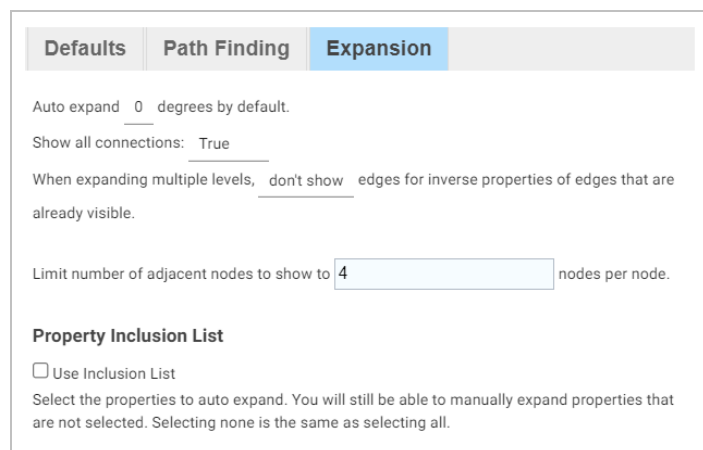 Defaults Path Finding Expansion
Auto expand 0 degrees by default.
Show all connections: True
When expanding multiple levels, don't show edges for inverse properties of edges that are
already visible.
Limit number of adjacent nodes to show to 4 nodes per node.
Property Inclusion List
Use Inclusion List
Select the properties to auto expand. You will still be able to manually expand properties that
are not selected. Selecting none is the same as selecting all.